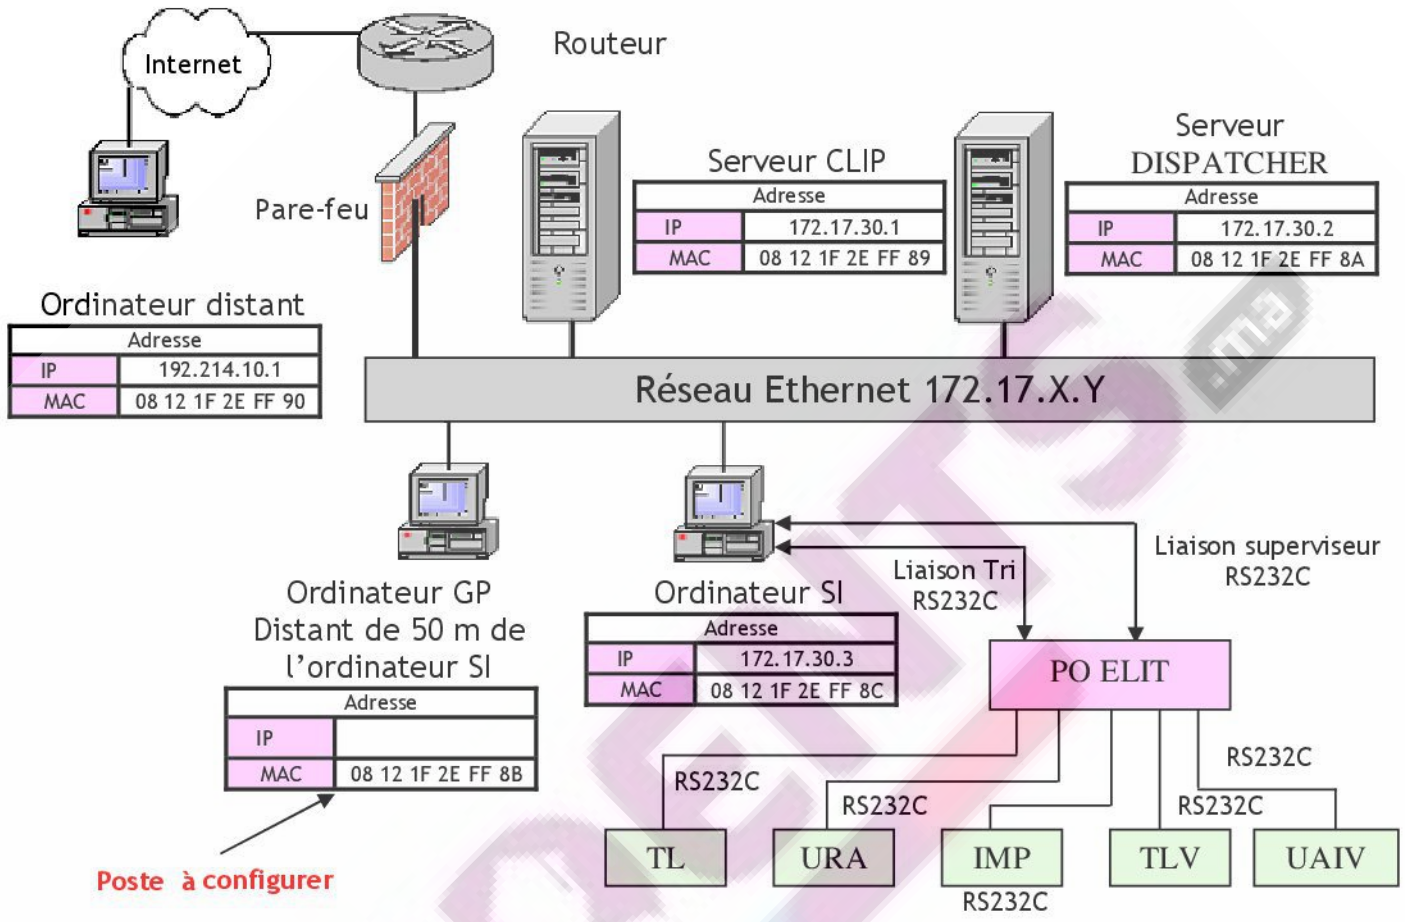 Internet
Routeur
Pare-feu
Serveur CLIP
Adresse
IP 172.17.30.1
MAC 08 12 1F 2E FF 89
Serveur
DISPATCHER
Adresse
IP 172.17.30.2
MAC 08 12 1F 2E FF 8A
Ordinateur distant
Adresse
IP 192.214.10.1
MAC 08 12 1F 2E FF 90
Réseau Ethernet 172.17.X.Y
Ordinateur GP
Distant de 50 m de
l'ordinateur SI
Adresse
IP
MAC 08 12 1F 2E FF 8B
Poste à configurer
Ordinateur SI
Adresse
IP 172.17.30.3
MAC 08 12 1F 2E FF 8C
Liaison Tri
RS232C
Liaison superviseur
RS232C
PO ELIT
RS232C
RS232C
RS232C
RS232C
TL
URA
IMP
TLV
UAIV
RS232C
.ma